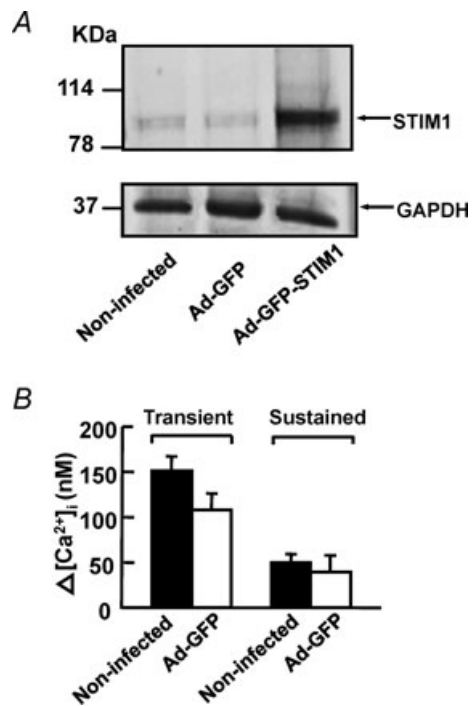 A
KDa
114
STIM1
78
37
GAPDH
Non-infected
Ad-GFP
Ad-GFP-STIM1
B
Transient
Sustained
200
150
100
50
0
Δ[Ca²⁺]ᵢ (nM)
Non-infected
Ad-GFP
Non-infected
Ad-GFP